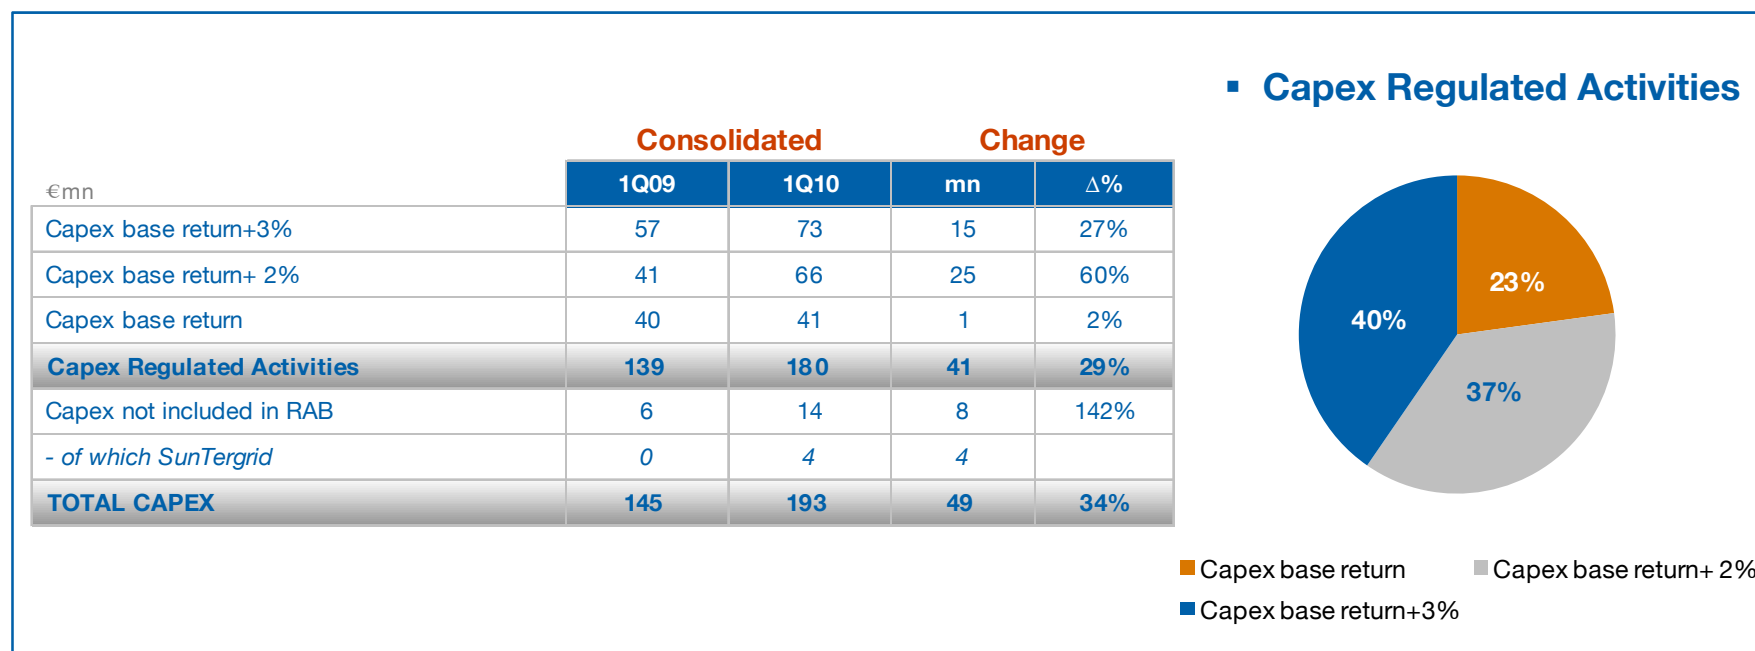 ▪ Capex Regulated Activities
Consolidated Change
€mn 1Q09 1Q10 mn Δ%
Capex base return+3% 57 73 15 27%
Capex base return+ 2% 41 66 25 60%
Capex base return 40 41 1 2%
Capex Regulated Activities 139 180 41 29%
Capex not included in RAB 6 14 8 142%
- of which SunTergrid 0 4 4
TOTAL CAPEX 145 193 49 34%
23%
40%
37%
Capex base return Capex base return+ 2%
Capex base return+3%